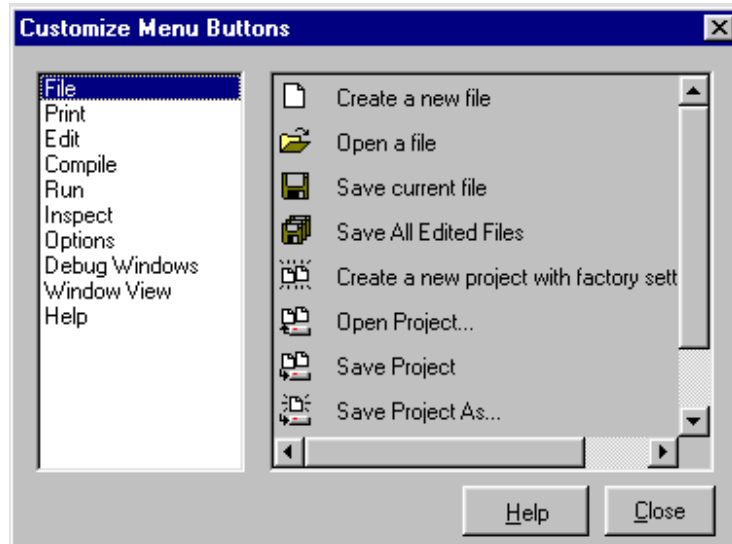 Customize Menu Buttons
File
Print
Edit
Compile
Run
Inspect
Options
Debug Windows
Window View
Help
Create a new file
Open a file
Save current file
Save All Edited Files
Create a new project with factory sett
Open Project...
Save Project
Save Project As...
Help
Close